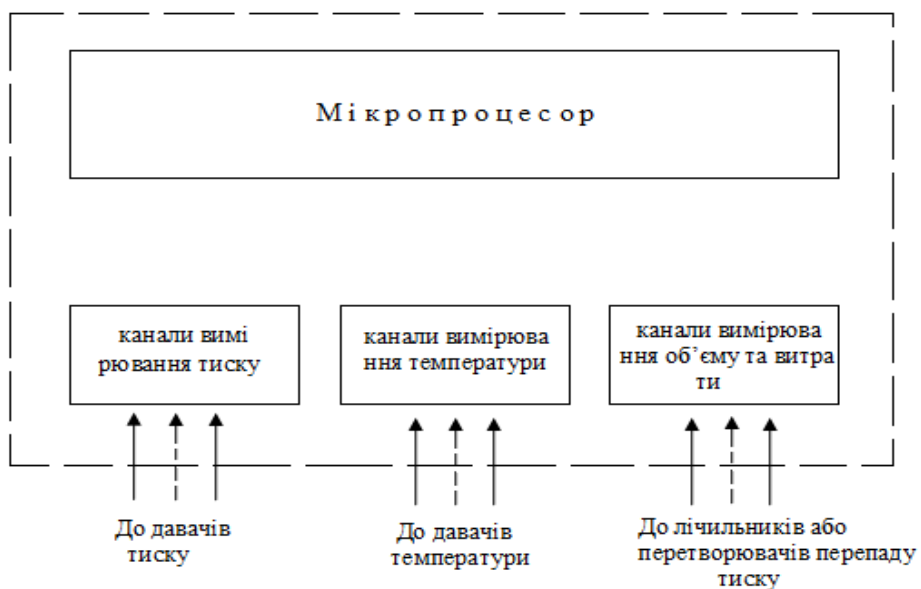 Мікропроцесор
канали вимі
рювання тиску
канали вимірюва
ння температури
канали вимірюва
ння об’єму та витра
ти
До давачів
тиску
До давачів
температури
До лічильників або
перетворювачів перепаду
тиску